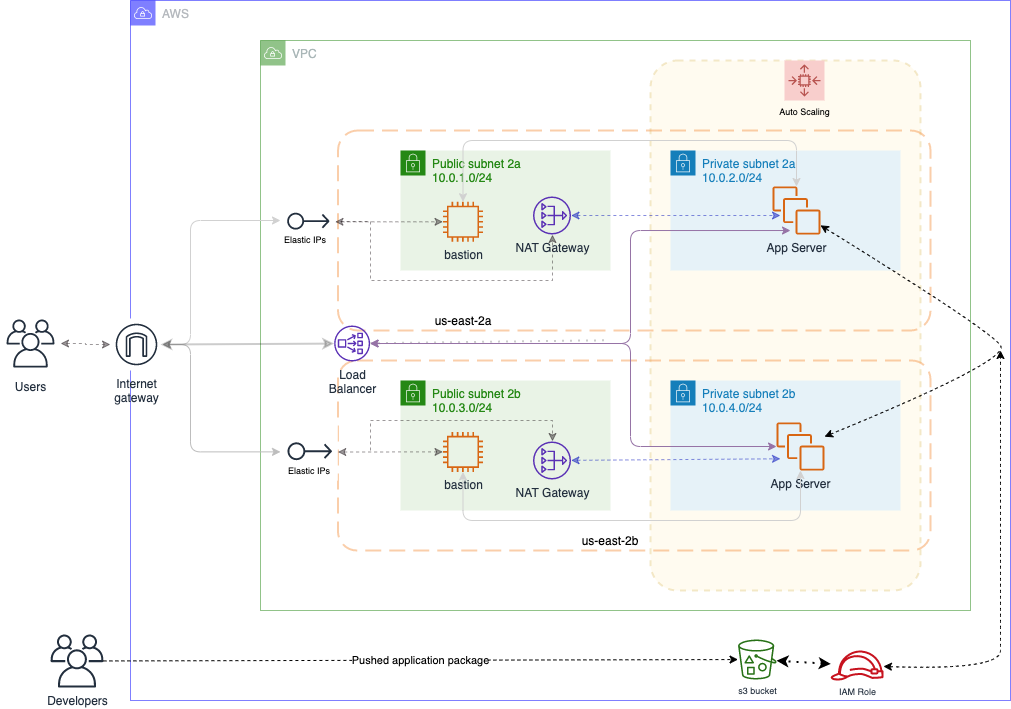 AWS
VPC
Auto Scaling
Public subnet 2a
10.0.1.0/24
Private subnet 2a
10.0.2.0/24
Elastic IPs
bastion
NAT Gateway
App Server
us-east-2a
Users
Internet
gateway
Load
Balancer
Public subnet 2b
10.0.3.0/24
Private subnet 2b
10.0.4.0/24
Elastic IPs
bastion
NAT Gateway
App Server
us-east-2b
Developers
Pushed application package
s3 bucket
IAM Role